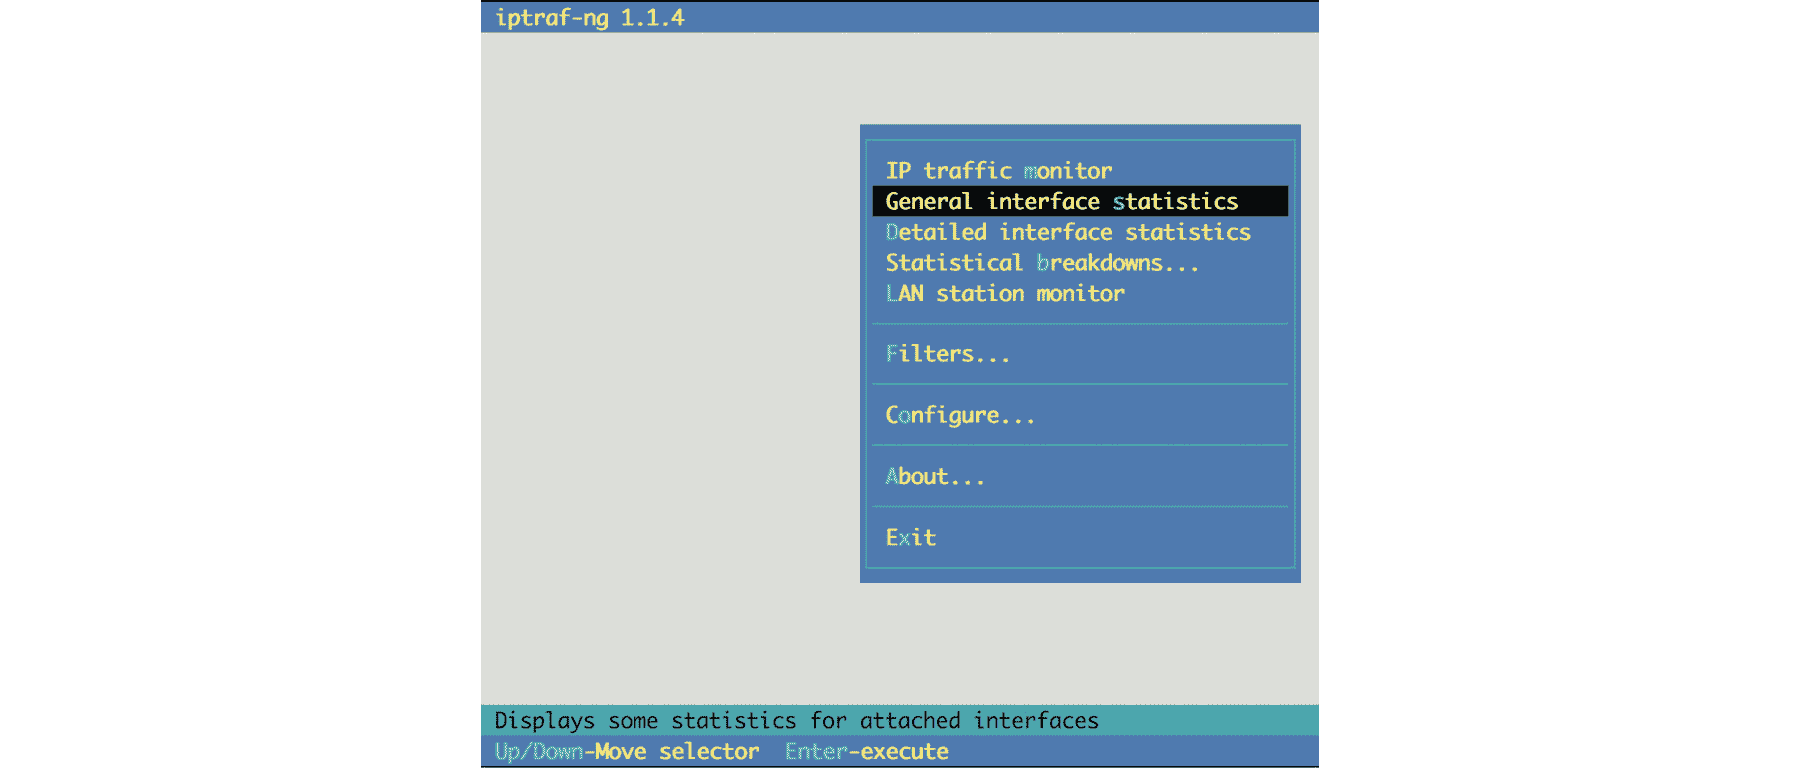 iptraf-ng 1.1.4
IP traffic monitor
General interface statistics
Detailed interface statistics
Statistical breakdowns...
LAN station monitor
Filters...
Configure...
About...
Exit
Displays some statistics for attached interfaces
Up/Down-Move selector  Enter-execute